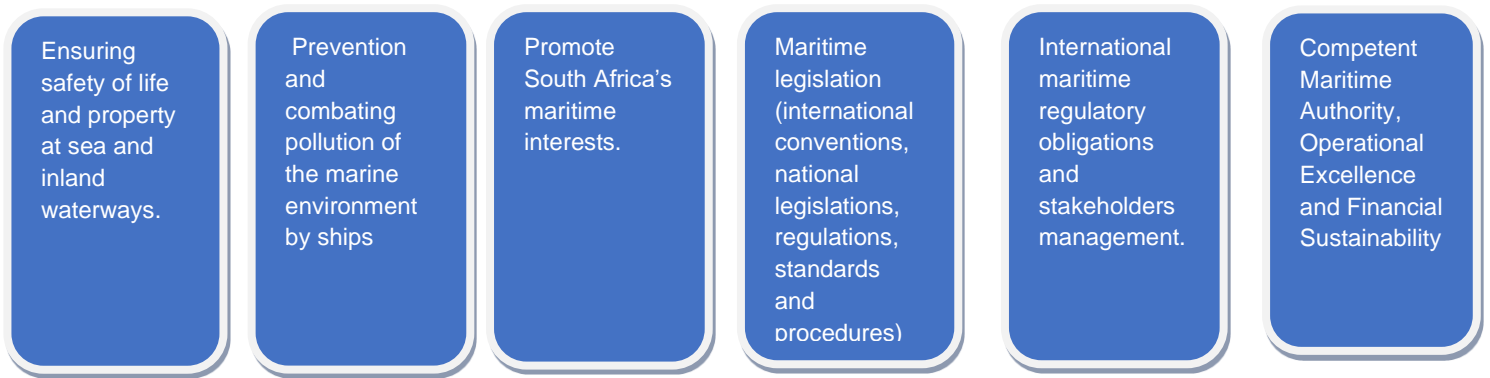 Ensuring
safety of life
and property
at sea and
inland
waterways.
Prevention
and
combating
pollution of
the marine
environment
by ships
Promote
South Africa’s
maritime
interests.
Maritime
legislation
(international
conventions,
national
legislations,
regulations,
standards
and
procedures)
International
maritime
regulatory
obligations
and
stakeholders
management.
Competent
Maritime
Authority,
Operational
Excellence
and Financial
Sustainability